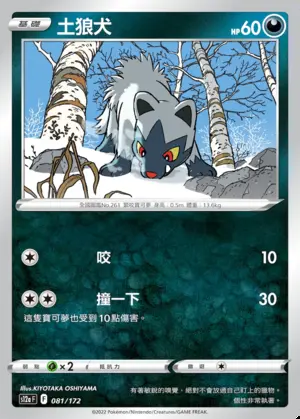 基礎 土狼犬 HP60
全國圖鑑No.261 緊咬寶可夢 身高：0.5m 體重：13.6kg
咬 10
撞一下 30
這隻寶可夢也受到10點傷害。
弱點 ×2 抵抗力 撤退
Illus.KIYOTAKA OSHIYAMA
S12a F F 081/172
有著敏銳的嗅覺，絕對不會放過自己盯上的獵物。
個性非常執著。
©2022 Pokémon/Nintendo/Creatures/GAME FREAK.